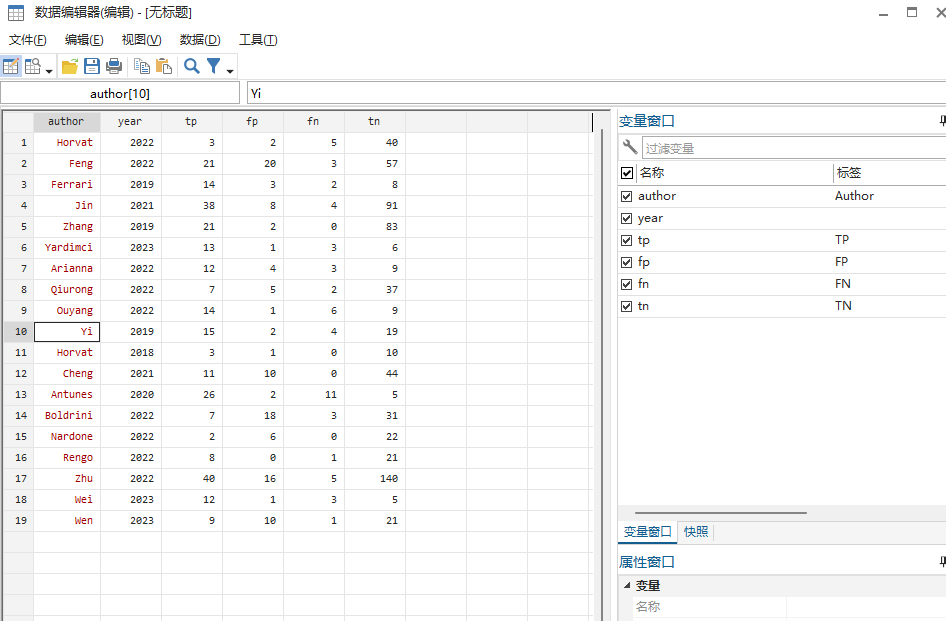 数据编辑器(编辑) - [无标题]
文件(F) 编辑(E) 视图(V) 数据(D) 工具(T)
author[10] Yi
author year tp fp fn tn
1 Horvat 2022 3 2 5 40
2 Feng 2022 21 20 3 57
3 Ferrari 2019 14 3 2 8
4 Jin 2021 38 8 4 91
5 Zhang 2019 21 2 0 83
6 Yardimci 2023 13 1 3 6
7 Arianna 2022 12 4 3 9
8 Qiurong 2022 7 5 2 37
9 Ouyang 2022 14 1 6 9
10 Yi 2019 15 2 4 19
11 Horvat 2018 3 1 0 10
12 Cheng 2021 11 10 0 44
13 Antunes 2020 26 2 11 5
14 Boldrini 2022 7 18 3 31
15 Nardone 2022 2 6 0 22
16 Rengo 2022 8 0 1 21
17 Zhu 2022 40 16 5 140
18 Wei 2023 12 1 3 5
19 Wen 2023 9 10 1 21
变量窗口
过滤变量
名称 标签
author Author
year
tp TP
fp FP
fn FN
tn TN
变量窗口 快照
属性窗口
变量
名称